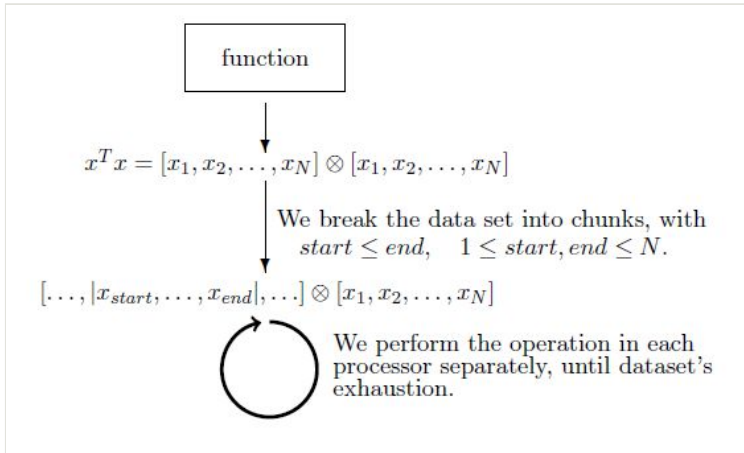 function
x^T x = [x_1, x_2, . . . , x_N] ⊗ [x_1, x_2, . . . , x_N]
We break the data set into chunks, with
start ≤ end, 1 ≤ start, end ≤ N.
[. . . , |x_start, . . . , x_end|, . . .] ⊗ [x_1, x_2, . . . , x_N]
We perform the operation in each
processor separately, until dataset's
exhaustion.